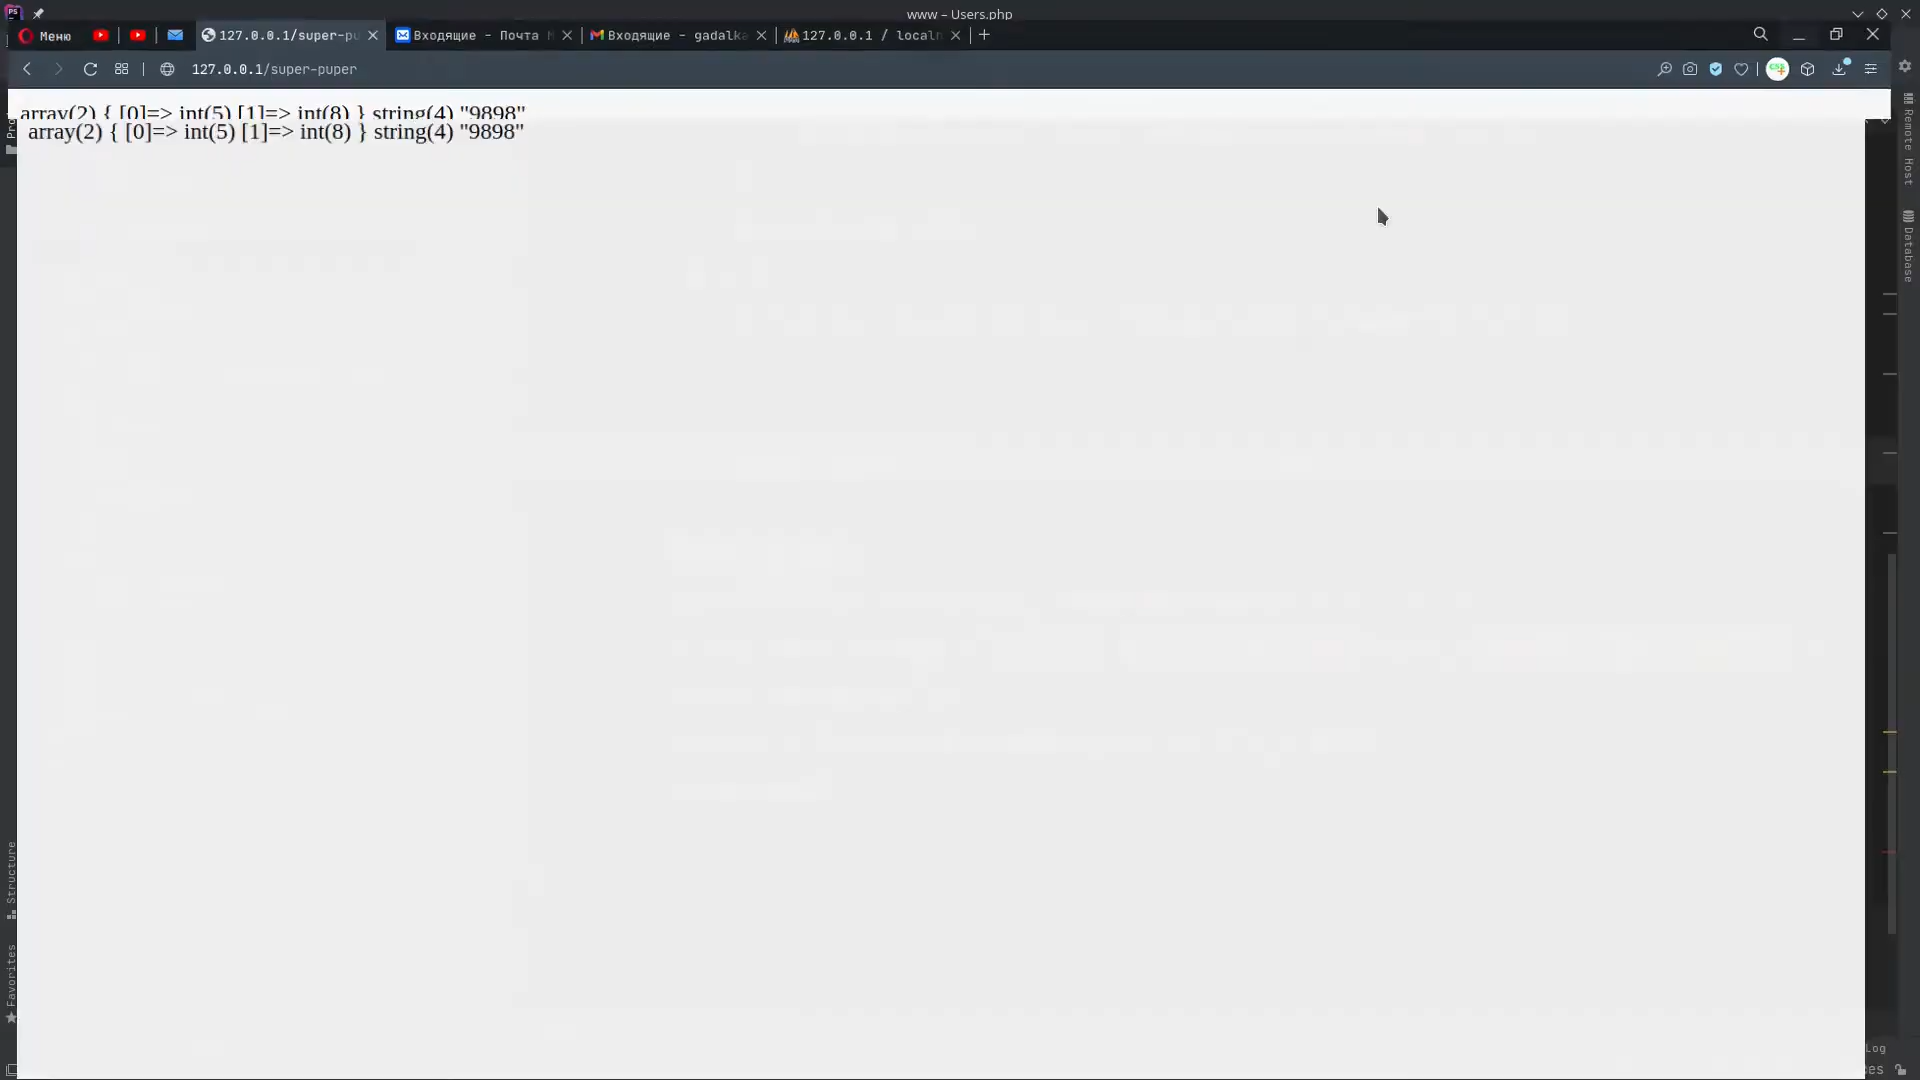 www – Users.php
Меню
127.0.0.1/super-pu
Входящие - Почта
Входящие - gadalka
127.0.0.1 / localh
127.0.0.1/super-puper
array(2) { [0]=> int(5) [1]=> int(8) } string(4) "9898"
array(2) { [0]=> int(5) [1]=> int(8) } string(4) "9898"
Remote Host
Database
Structure
Favorites
Log